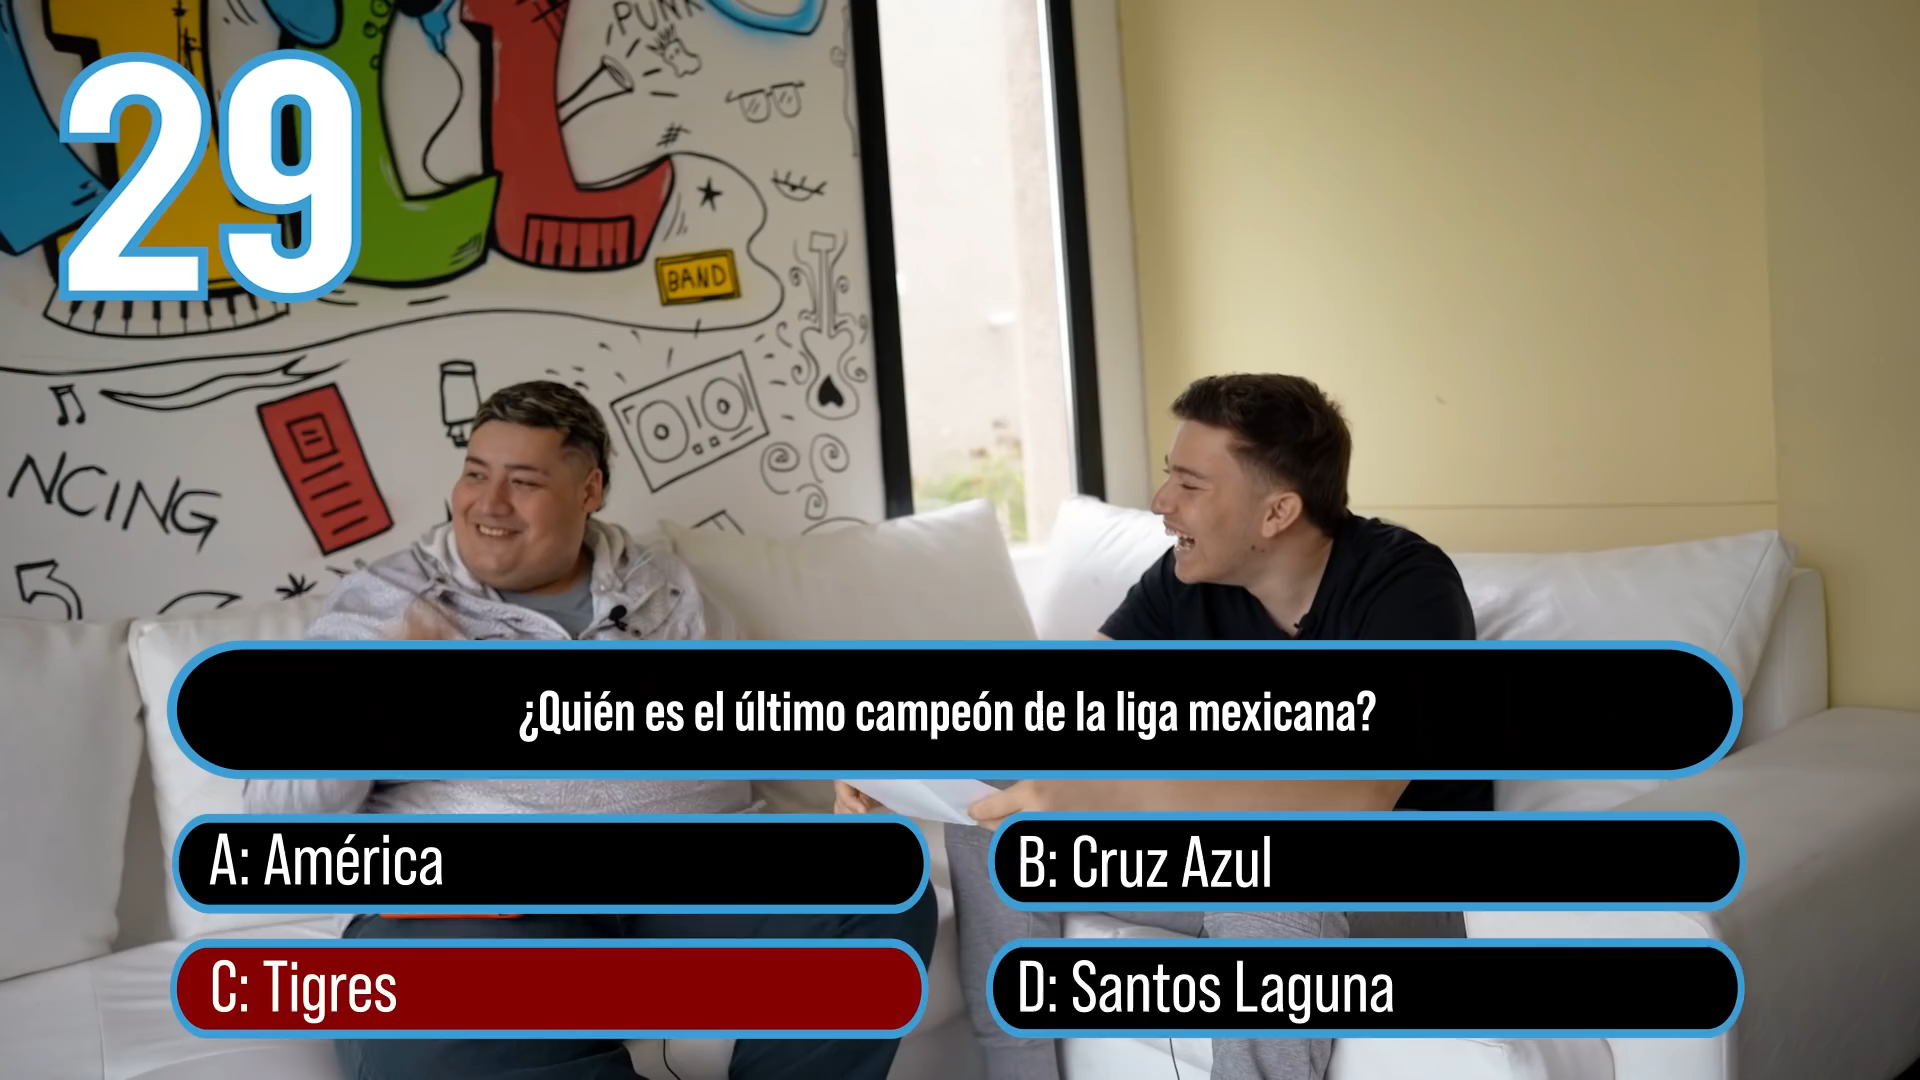 PUNK
29
BAND
NCING
¿Quién es el último campeón de la liga mexicana?
A: América
B: Cruz Azul
C: Tigres
D: Santos Laguna